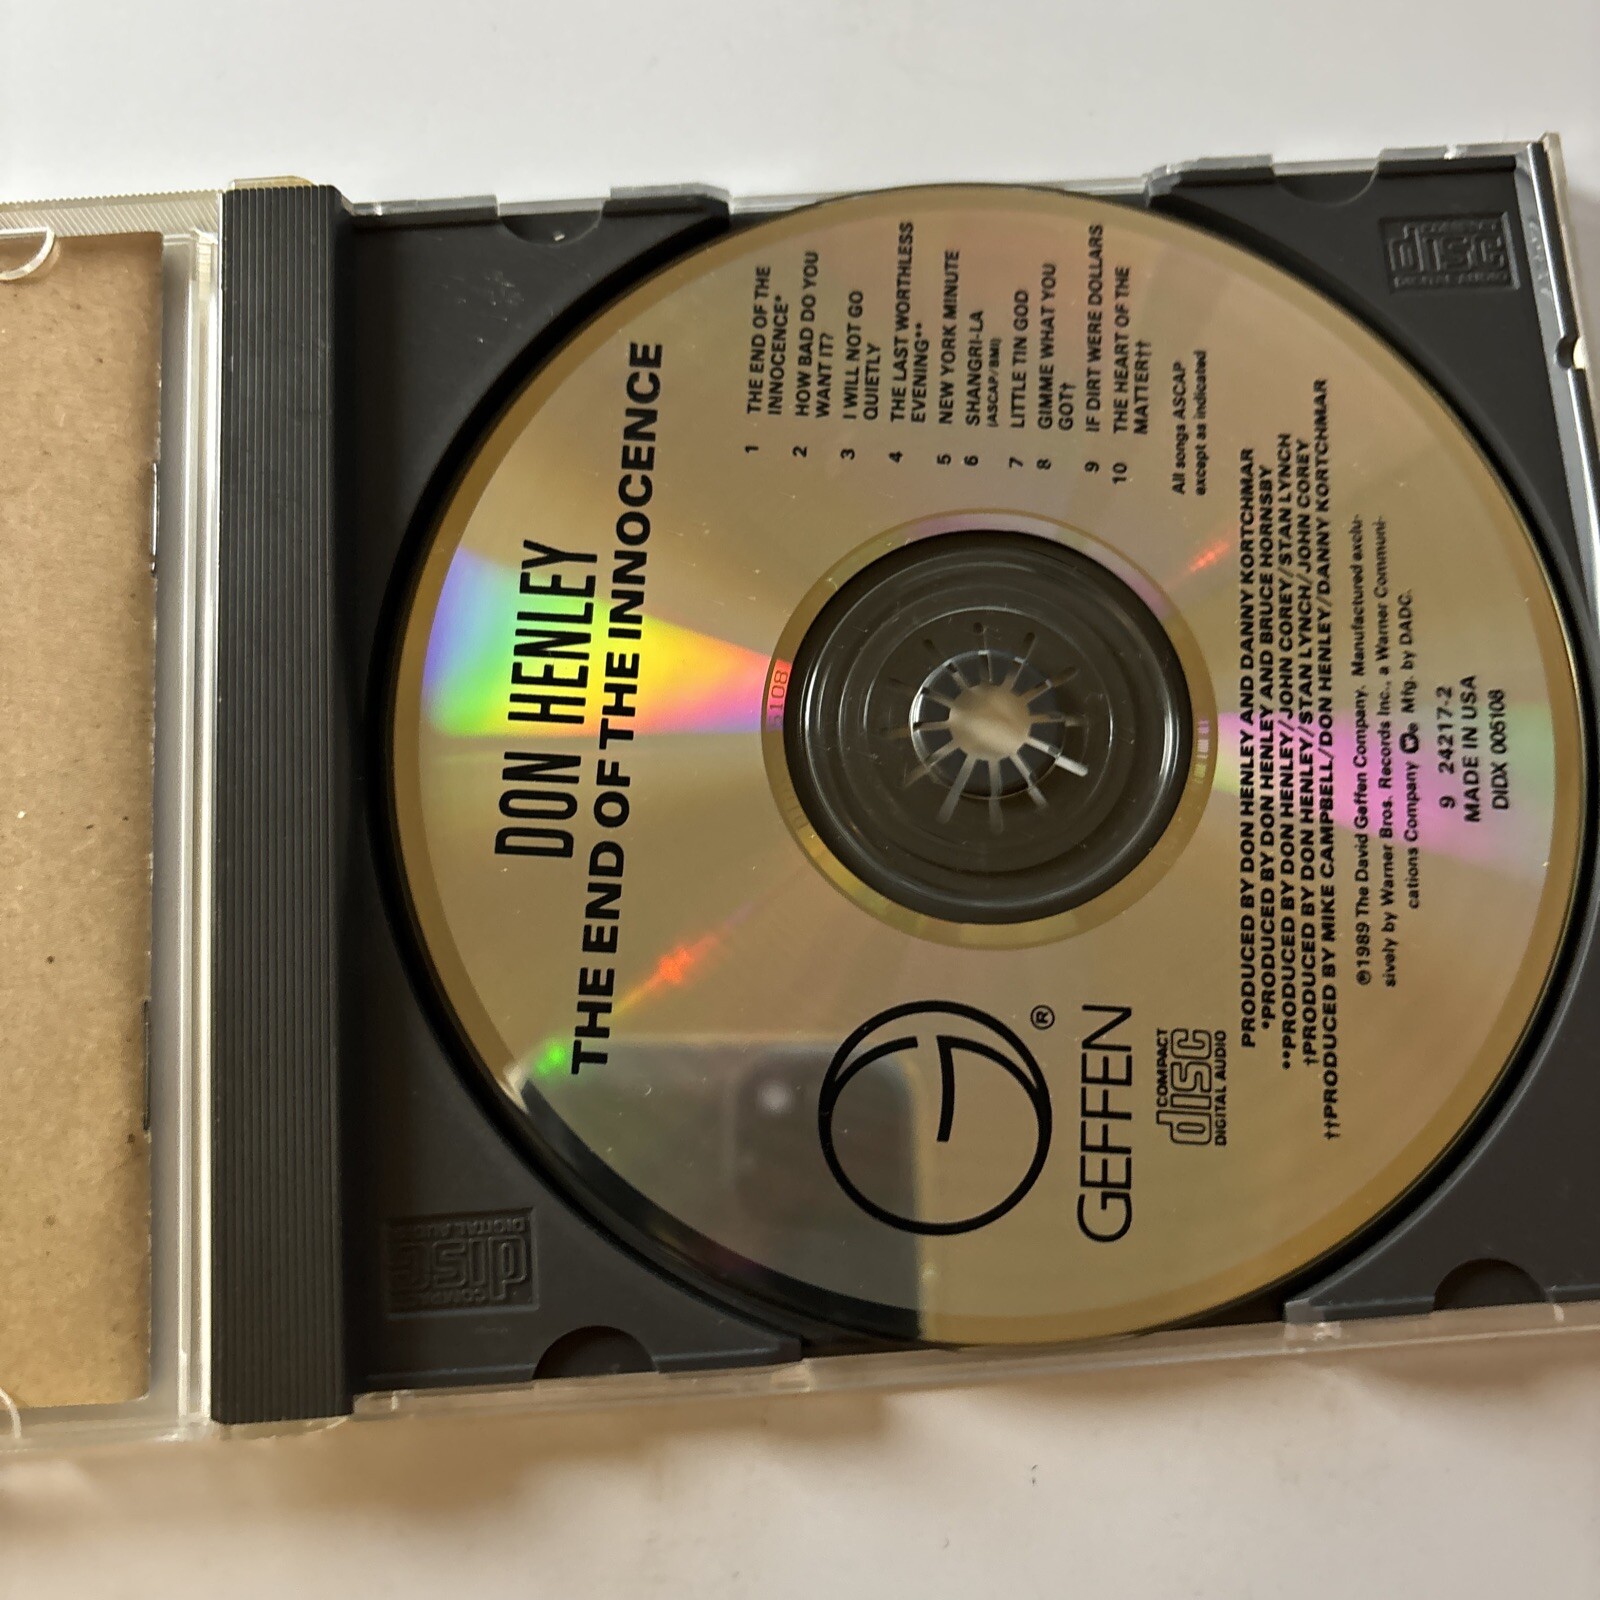 DON HENLEY
THE END OF THE INNOCENCE
1 THE END OF THE
INNOCENCE*
2 HOW BAD DO YOU
WANT IT?
3 I WILL NOT GO
QUIETLY
4 THE LAST WORTHLESS
EVENING**
5 NEW YORK MINUTE
6 SHANGRI-LA
(ASCAP/BMI)
7 LITTLE TIN GOD
8 GIMME WHAT YOU
GOT†
9 IF DIRT WERE DOLLARS
10 THE HEART OF THE
MATTER††
All songs ASCAP
except as indicated
5108
®
GEFFEN
COMPACT
disc
DIGITAL AUDIO
PRODUCED BY DON HENLEY AND DANNY KORTCHMAR
*PRODUCED BY DON HENLEY AND BRUCE HORNSBY
**PRODUCED BY DON HENLEY/JOHN COREY/STAN LYNCH
†PRODUCED BY DON HENLEY/STAN LYNCH/JOHN COREY
††PRODUCED BY MIKE CAMPBELL/DON HENLEY/DANNY KORTCHMAR
℗1989 The David Geffen Company. Manufactured exclu-
sively by Warner Bros. Records Inc., a Warner Communi-
cations Company Mfg. by DADC.
9 24217-2
MADE IN USA
DIDX 005108
COMPACT
disc
DIGITAL AUDIO
disc